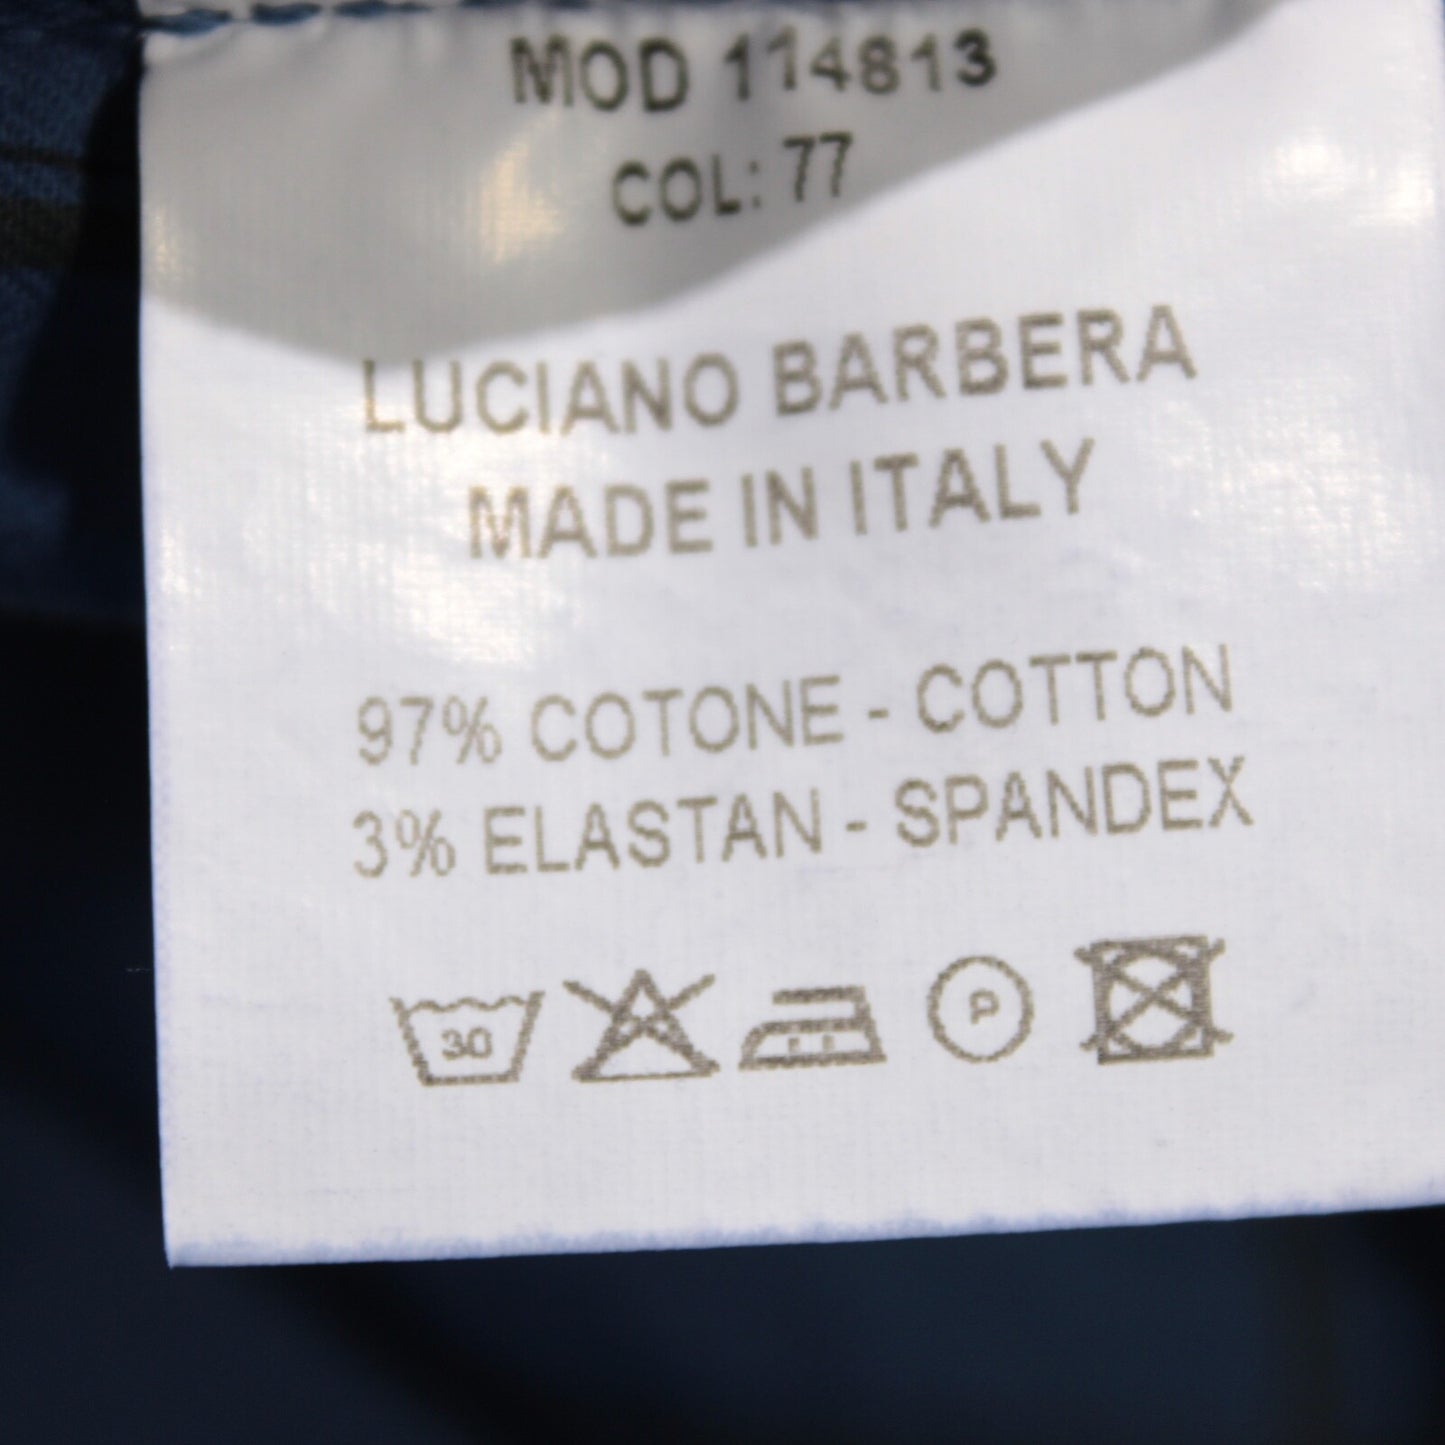 MOD 114813
COL: 77
LUCIANO BARBERA
MADE IN ITALY
97% COTONE - COTTON
3% ELASTAN - SPANDEX
30 P